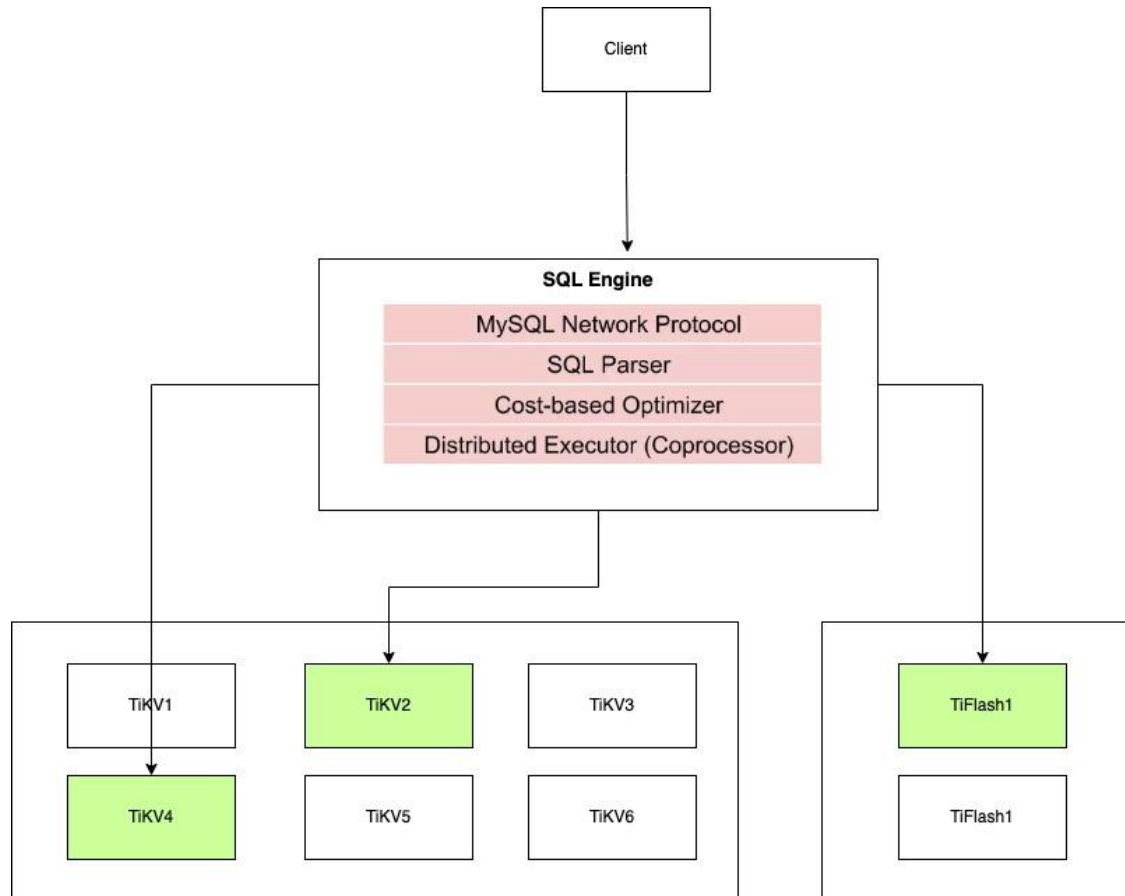 Client
SQL Engine
MySQL Network Protocol
SQL Parser
Cost-based Optimizer
Distributed Executor (Coprocessor)
TiKV1
TiKV2
TiKV3
TiFlash1
TiKV4
TiKV5
TiKV6
TiFlash1